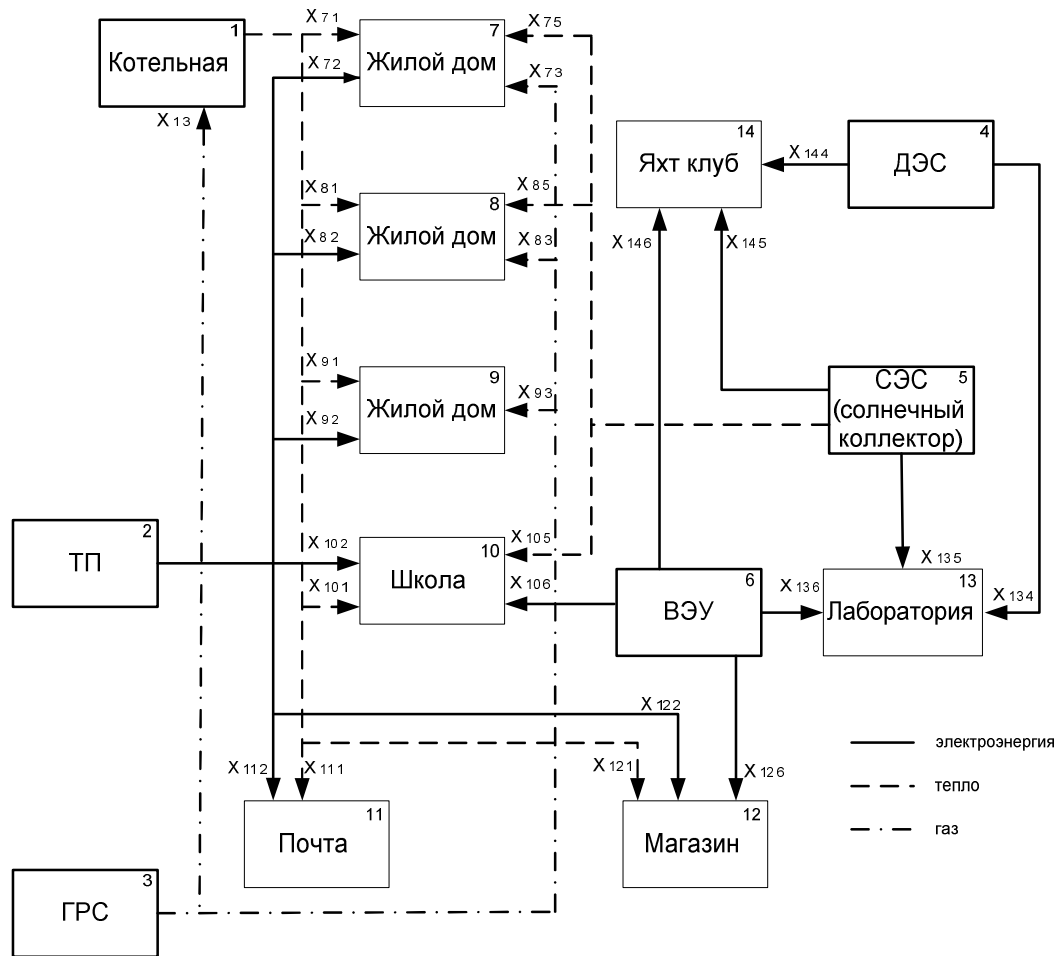 1
Котельная
X 71
7
Жилой дом
X 75
X 72
X 73
X 13
14
Яхт клуб
X 144
4
ДЭС
X 81
8
Жилой дом
X 85
X 82
X 83
X 146
X 145
X 91
9
Жилой дом
X 93
X 92
5
СЭС
(солнечный
коллектор)
2
ТП
X 102
10
Школа
X 105
X 101
X 106
6
ВЭУ
X 136
X 135
13
Лаборатория
X 134
X 122
X 112
X 111
X 121
X 126
11
Почта
12
Магазин
электроэнергия
тепло
газ
3
ГРС